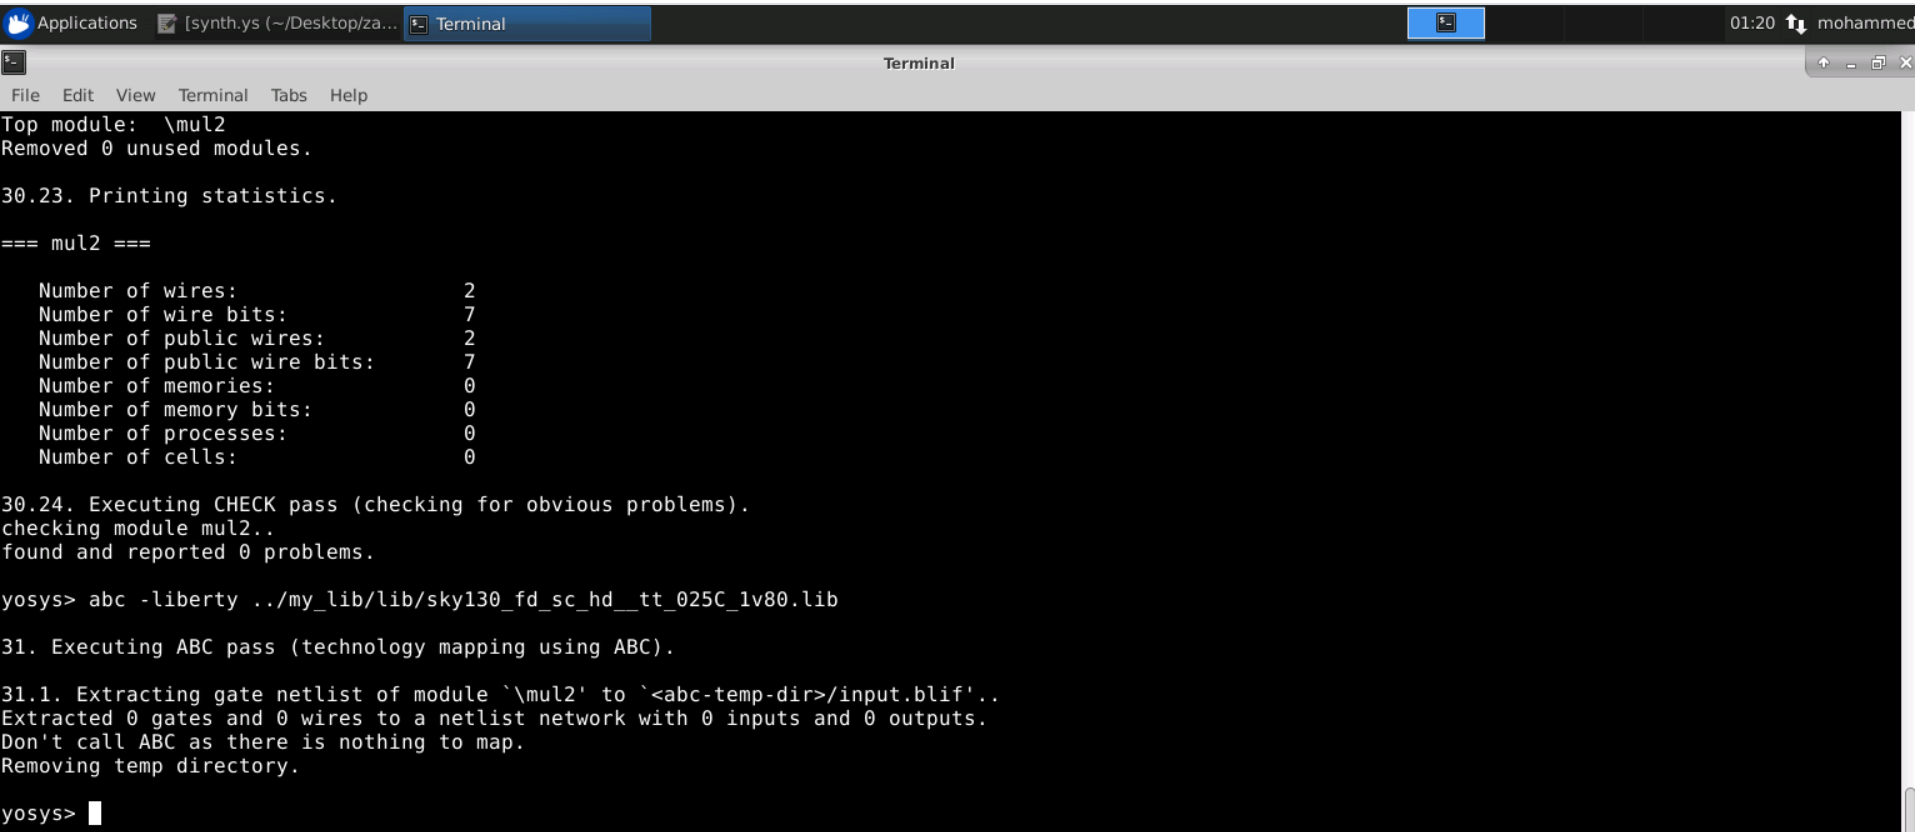 Applications [synth.ys (~/Desktop/za... Terminal 01:20 mohammed
Terminal
File Edit View Terminal Tabs Help
Top module:  \mul2
Removed 0 unused modules.
30.23. Printing statistics.
=== mul2 ===
Number of wires: 2
Number of wire bits: 7
Number of public wires: 2
Number of public wire bits: 7
Number of memories: 0
Number of memory bits: 0
Number of processes: 0
Number of cells: 0
30.24. Executing CHECK pass (checking for obvious problems).
checking module mul2..
found and reported 0 problems.
yosys> abc -liberty ../my_lib/lib/sky130_fd_sc_hd__tt_025C_1v80.lib
31. Executing ABC pass (technology mapping using ABC).
31.1. Extracting gate netlist of module `\mul2' to `<abc-temp-dir>/input.blif'..
Extracted 0 gates and 0 wires to a netlist network with 0 inputs and 0 outputs.
Don't call ABC as there is nothing to map.
Removing temp directory.
yosys>